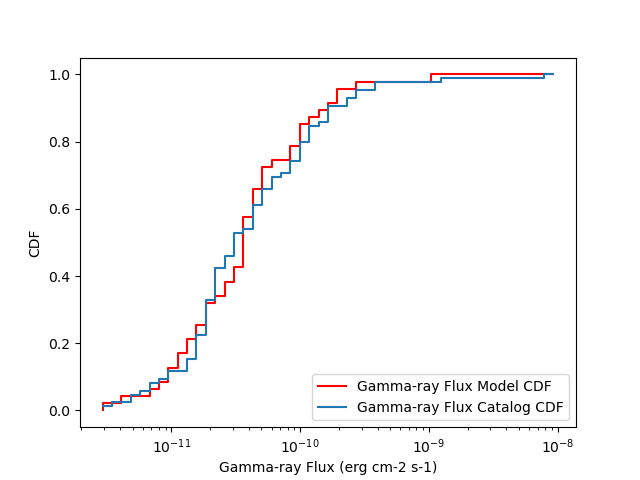 1.0
0.8
0.6
0.4
0.2
0.0
CDF
Gamma-ray Flux Model CDF
Gamma-ray Flux Catalog CDF
10⁻¹¹
10⁻¹⁰
10⁻⁹
10⁻⁸
Gamma-ray Flux (erg cm-2 s-1)